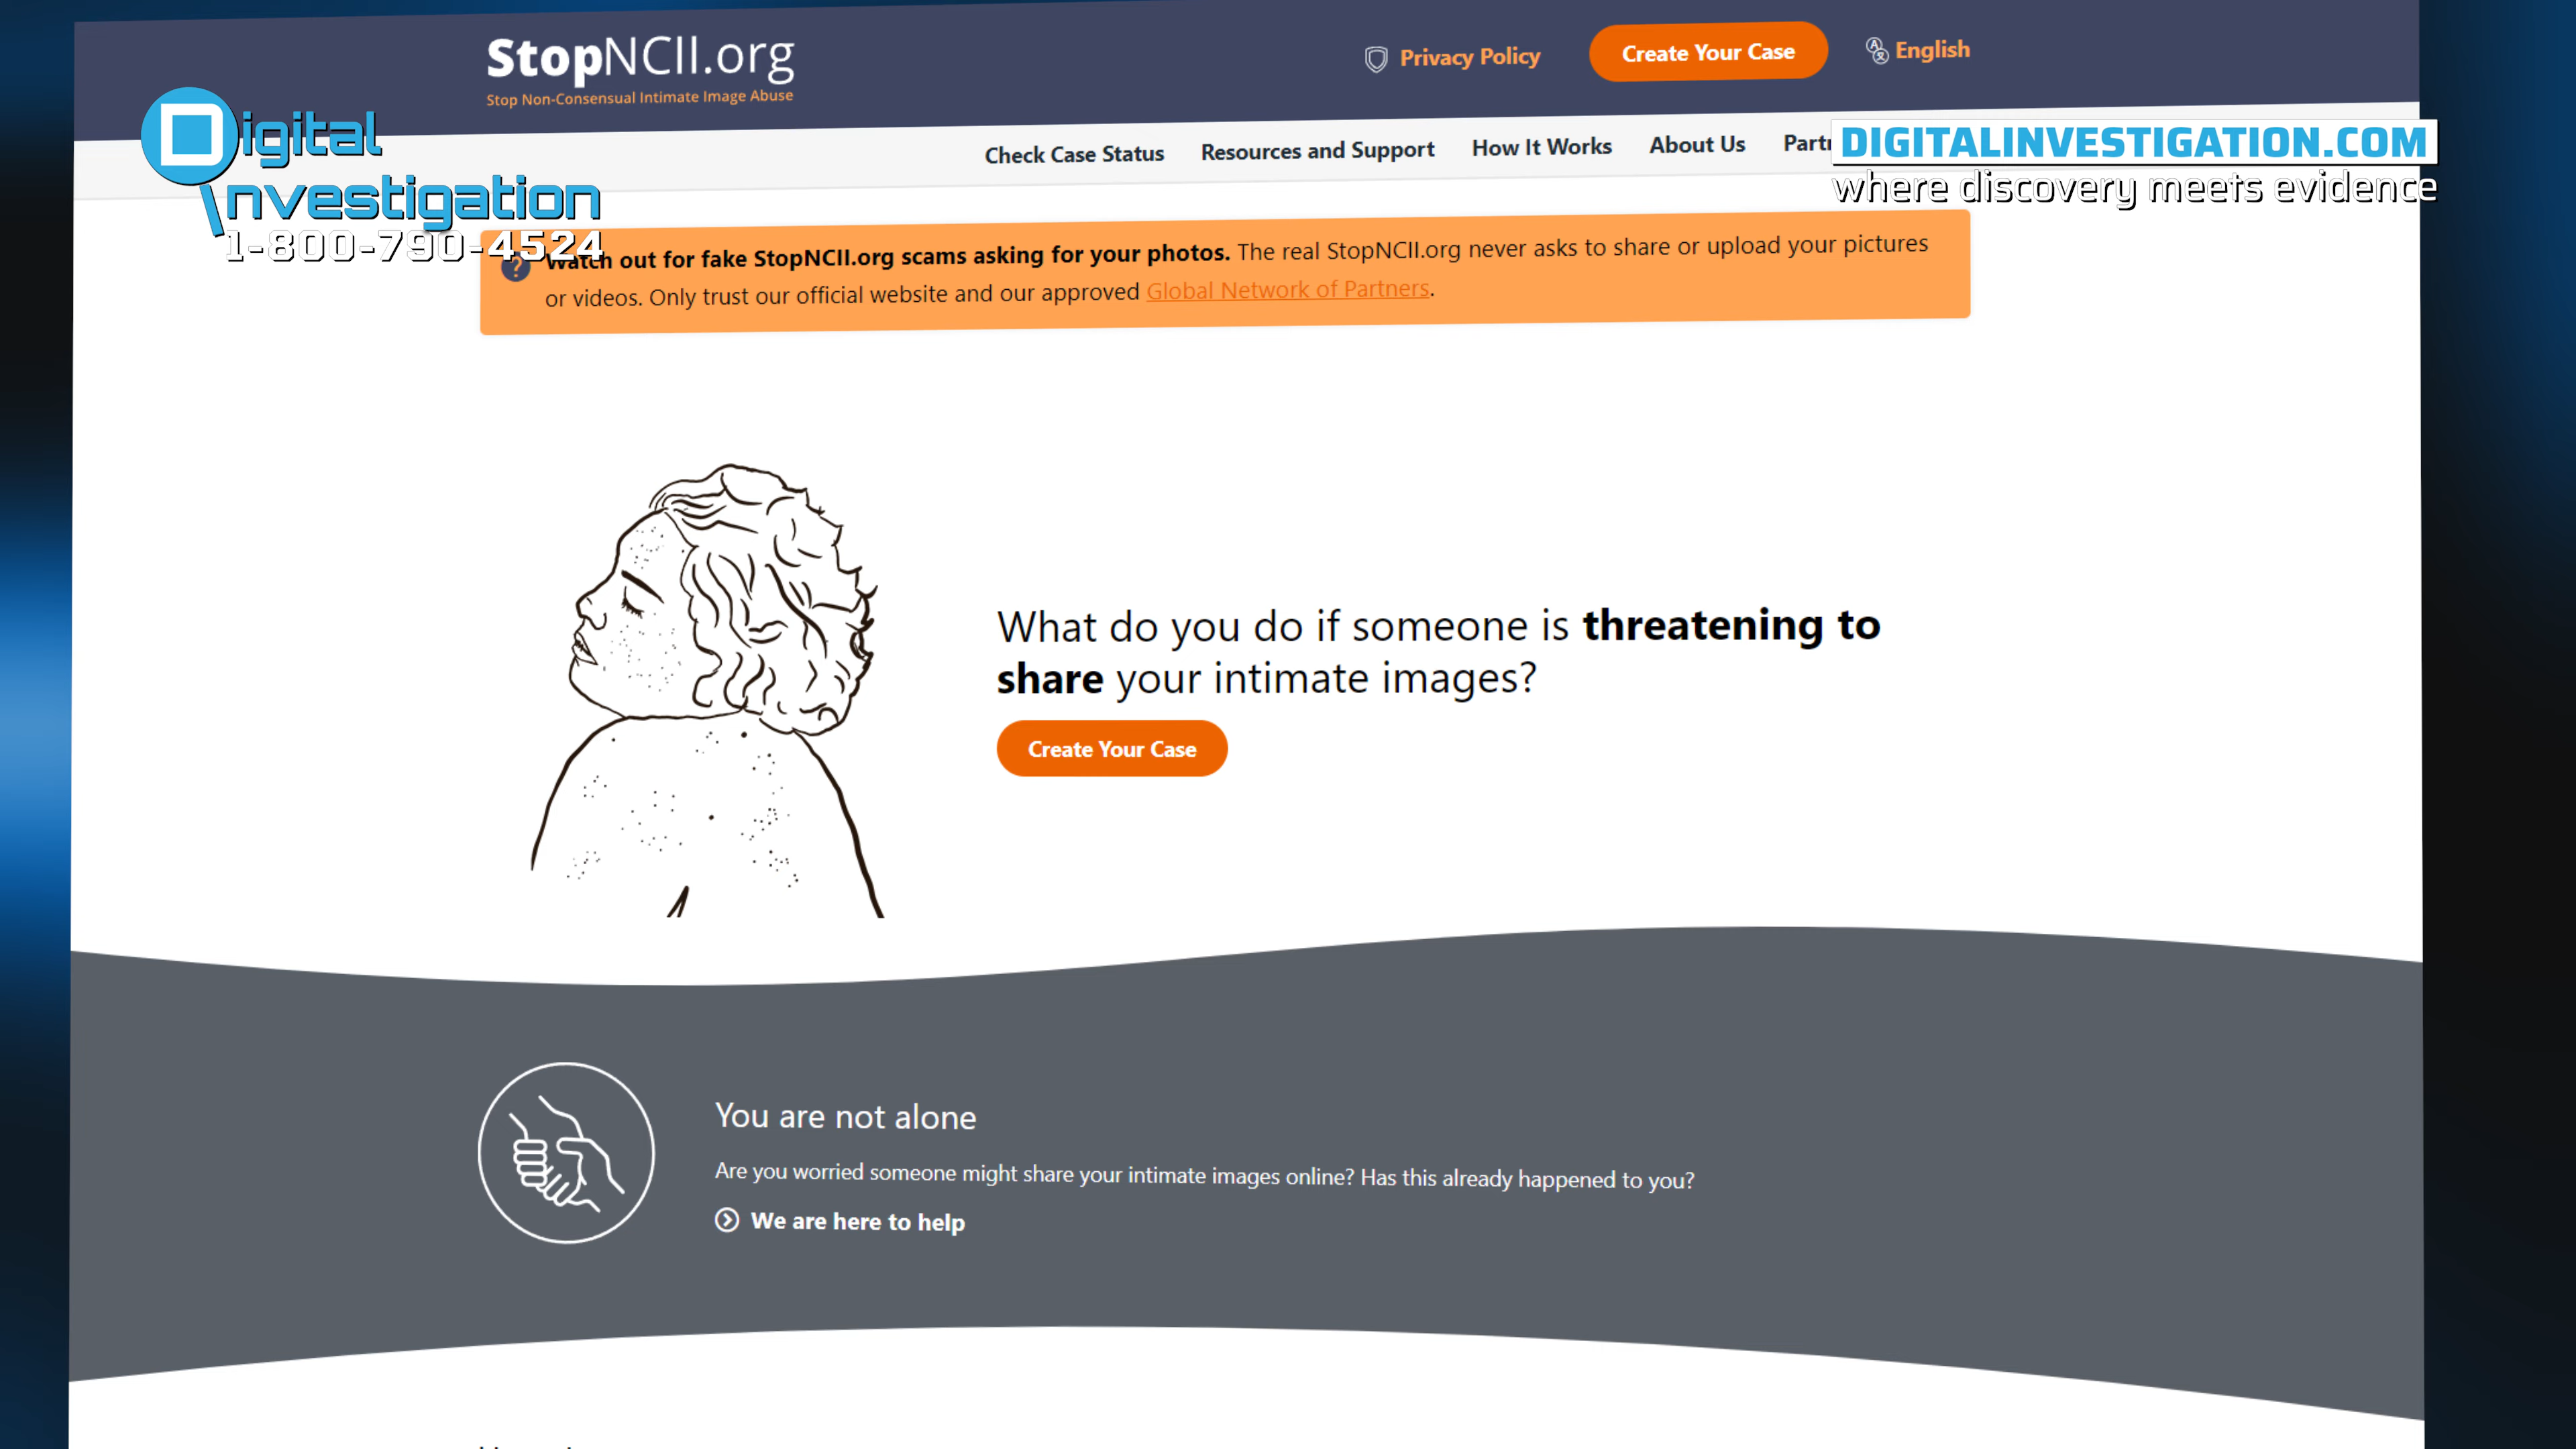 StopNCII.org
Stop Non-Consensual Intimate Image Abuse
Privacy Policy
Create Your Case
English
Digital
Investigation
1-800-790-4524
Check Case Status
Resources and Support
How It Works
About Us
DIGITALINVESTIGATION.COM
where discovery meets evidence
Watch out for fake StopNCII.org scams asking for your photos. The real StopNCII.org never asks to share or upload your pictures
or videos. Only trust our official website and our approved Global Network of Partners.
What do you do if someone is threatening to
share your intimate images?
Create Your Case
You are not alone
Are you worried someone might share your intimate images online? Has this already happened to you?
We are here to help